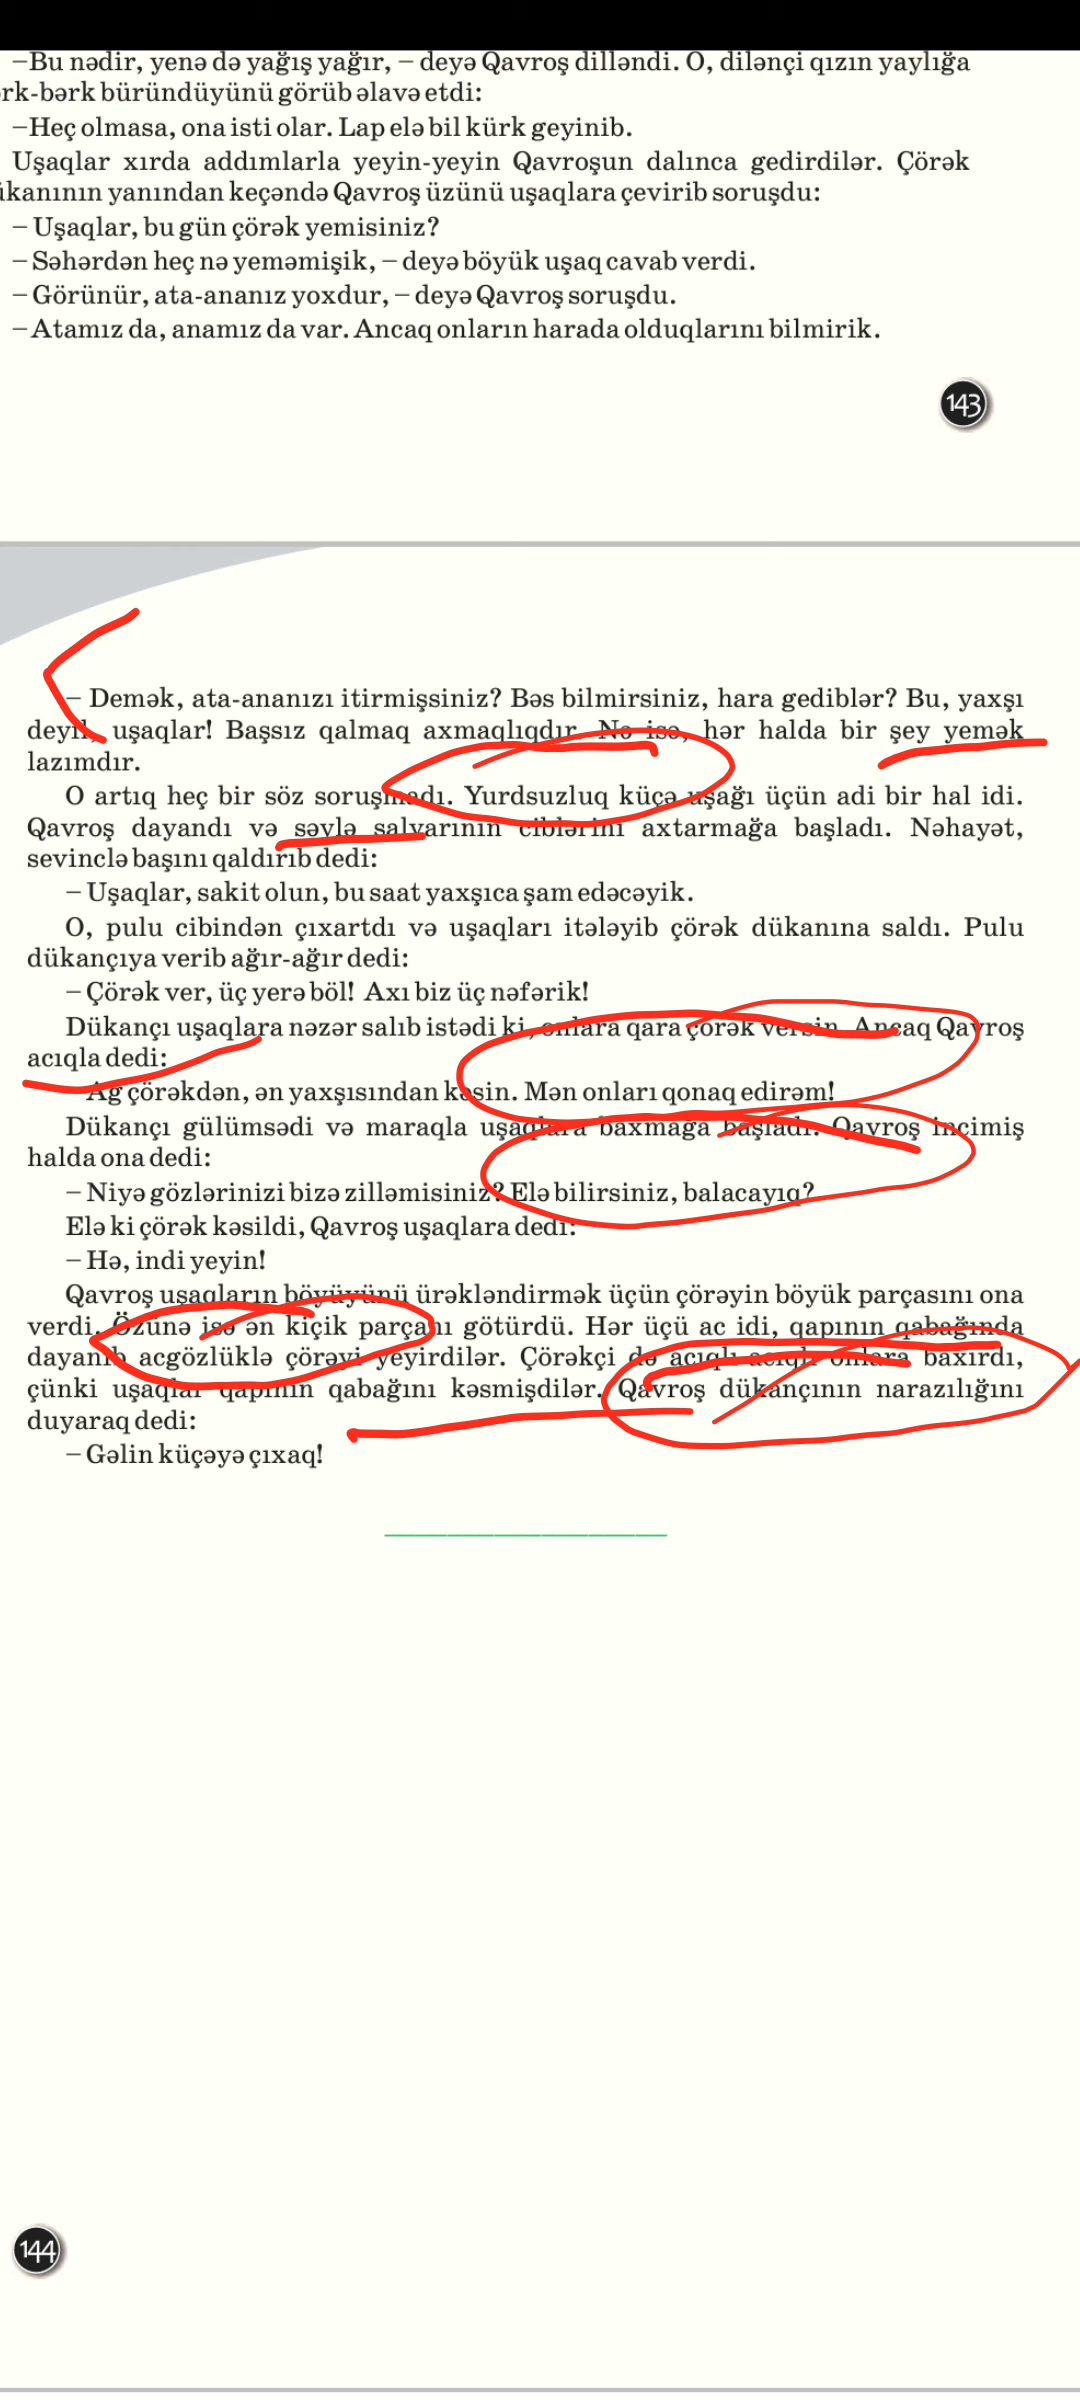 –Bu nədir, yenə də yağış yağır, – deyə Qavroş dilləndi. O, dilənçi qızın yaylığa
rk-bərk büründüyünü görüb əlavə etdi:
–Heç olmasa, ona isti olar. Lap elə bil kürk geyinib.
Uşaqlar xırda addımlarla yeyin-yeyin Qavroşun dalınca gedirdilər. Çörək
ükanının yanından keçəndə Qavroş üzünü uşaqlara çevirib soruşdu:
– Uşaqlar, bu gün çörək yemisiniz?
– Səhərdən heç nə yeməmişik, – deyə böyük uşaq cavab verdi.
– Görünür, ata-ananız yoxdur, – deyə Qavroş soruşdu.
– Atamız da, anamız da var. Ancaq onların harada olduqlarını bilmirik.
143
– Demək, ata-ananızı itirmişsiniz? Bəs bilmirsiniz, hara gediblər? Bu, yaxşı
deyil, uşaqlar! Başsız qalmaq axmaqlıqdır. Nə isə, hər halda bir şey yemək
lazımdır.
O artıq heç bir söz soruşmadı. Yurdsuzluq küçə uşağı üçün adi bir hal idi.
Qavroş dayandı və səylə şalvarının ciblərini axtarmağa başladı. Nəhayət,
sevinclə başını qaldırıb dedi:
– Uşaqlar, sakit olun, bu saat yaxşıca şam edəcəyik.
O, pulu cibindən çıxartdı və uşaqları itələyib çörək dükanına saldı. Pulu
dükançıya verib ağır-ağır dedi:
– Çörək ver, üç yerə böl! Axı biz üç nəfərik!
Dükançı uşaqlara nəzər salıb istədi ki, onlara qara çörək versin. Ancaq Qavroş
acıqla dedi:
– Ağ çörəkdən, ən yaxşısından kəsin. Mən onları qonaq edirəm!
Dükançı gülümsədi və maraqla uşaqlara baxmağa başladı. Qavroş incimiş
halda ona dedi:
– Niyə gözlərinizi bizə zilləmisiniz? Elə bilirsiniz, balacayıq?
Elə ki çörək kəsildi, Qavroş uşaqlara dedi:
– Hə, indi yeyin!
Qavroş uşaqların böyüyünü ürəkləndirmək üçün çörəyin böyük parçasını ona
verdi. Özünə isə ən kiçik parçanı götürdü. Hər üçü ac idi, qapının qabağında
dayanıb acgözlüklə çörəyi yeyirdilər. Çörəkçi də acıqlı-acıqlı onlara baxırdı,
çünki uşaqlar qapının qabağını kəsmişdilər. Qavroş dükançının narazılığını
duyaraq dedi:
– Gəlin küçəyə çıxaq!
144